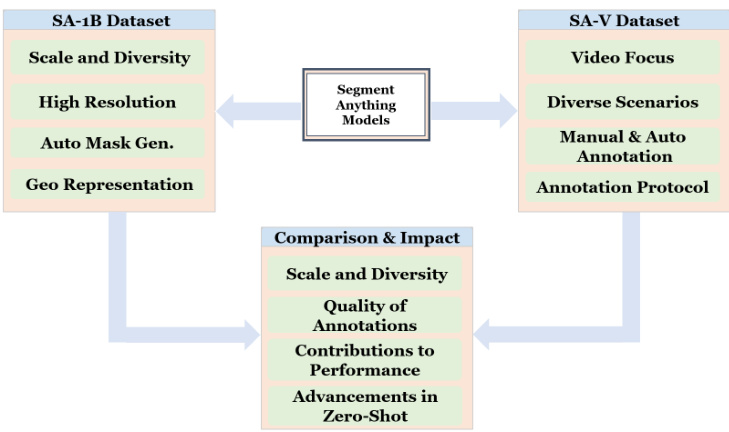 SA-1B Dataset
Scale and Diversity
High Resolution
Auto Mask Gen.
Geo Representation
Segment
Anything
Models
SA-V Dataset
Video Focus
Diverse Scenarios
Manual & Auto
Annotation
Annotation Protocol
Comparison & Impact
Scale and Diversity
Quality of
Annotations
Contributions to
Performance
Advancements in
Zero-Shot